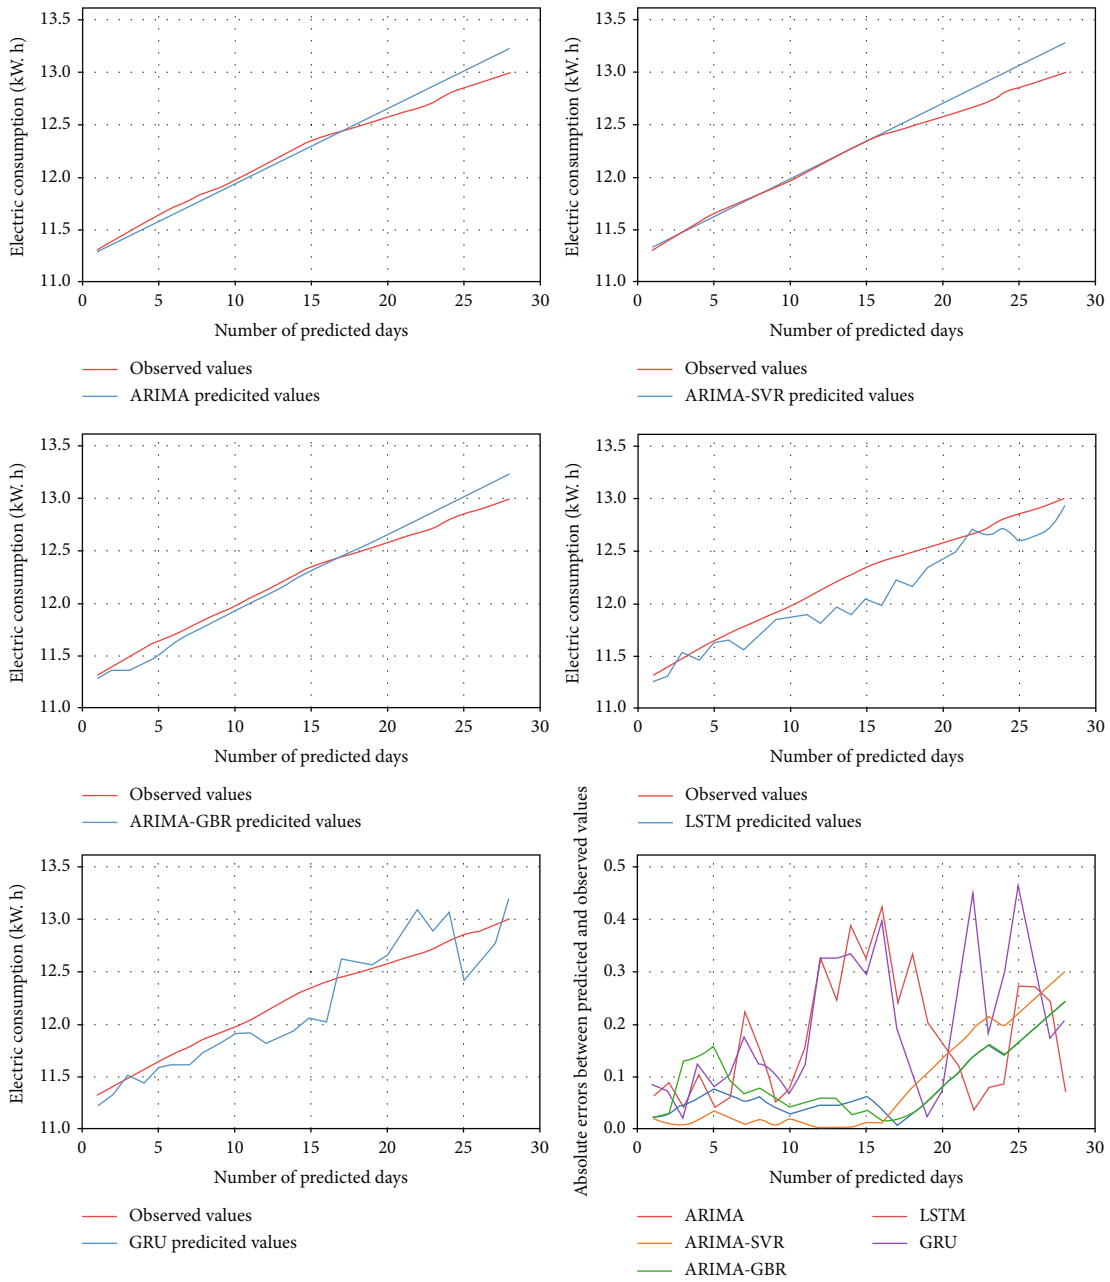 Electric consumption (kW. h)
13.5
13.0
12.5
12.0
11.5
11.0
0 5 10 15 20 25 30
Number of predicted days
Observed values
ARIMA predicited values
Electric consumption (kW. h)
13.5
13.0
12.5
12.0
11.5
11.0
0 5 10 15 20 25 30
Number of predicted days
Observed values
ARIMA-SVR predicited values
Electric consumption (kW. h)
13.5
13.0
12.5
12.0
11.5
11.0
0 5 10 15 20 25 30
Number of predicted days
Observed values
ARIMA-GBR predicited values
Electric consumption (kW. h)
13.5
13.0
12.5
12.0
11.5
11.0
0 5 10 15 20 25 30
Number of predicted days
Observed values
LSTM predicited values
Electric consumption (kW. h)
13.5
13.0
12.5
12.0
11.5
11.0
0 5 10 15 20 25 30
Number of predicted days
Observed values
GRU predicited values
Absolute errors between predicted and observed values
0.5
0.4
0.3
0.2
0.1
0.0
0 5 10 15 20 25 30
Number of predicted days
ARIMA
ARIMA-SVR
ARIMA-GBR
LSTM
GRU